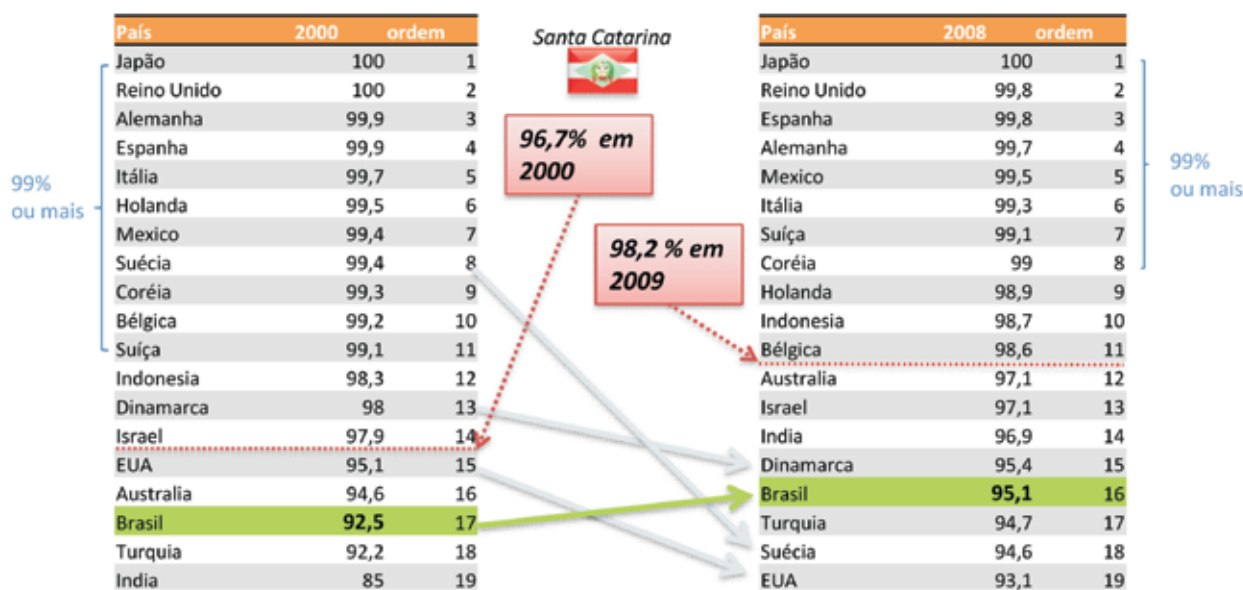 País 2000 ordem
Japão 100 1
Reino Unido 100 2
Alemanha 99,9 3
Espanha 99,9 4
Itália 99,7 5
Holanda 99,5 6
Mexico 99,4 7
Suécia 99,4 8
Coréia 99,3 9
Bélgica 99,2 10
Suíça 99,1 11
Indonesia 98,3 12
Dinamarca 98 13
Israel 97,9 14
EUA 95,1 15
Australia 94,6 16
Brasil 92,5 17
Turquia 92,2 18
India 85 19
99%
ou mais
Santa Catarina
96,7% em
2000
98,2 % em
2009
País 2008 ordem
Japão 100 1
Reino Unido 99,8 2
Espanha 99,8 3
Alemanha 99,7 4
Mexico 99,5 5
Itália 99,3 6
Suíça 99,1 7
Coréia 99 8
Holanda 98,9 9
Indonesia 98,7 10
Bélgica 98,6 11
Australia 97,1 12
Israel 97,1 13
India 96,9 14
Dinamarca 95,4 15
Brasil 95,1 16
Turquia 94,7 17
Suécia 94,6 18
EUA 93,1 19
99%
ou mais